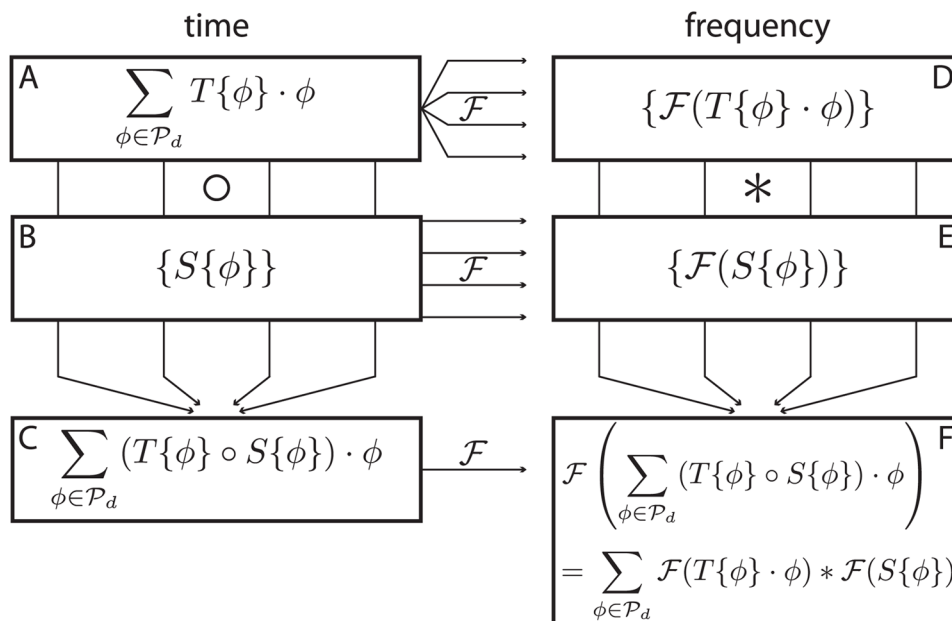 time
frequency
A
∑ T{ϕ} · ϕ
ϕ∈𝒫_d
ℱ
D
{ℱ(T{ϕ} · ϕ)}
∘
∗
B
{S{ϕ}}
ℱ
E
{ℱ(S{ϕ})}
C
∑ (T{ϕ} ∘ S{ϕ}) · ϕ
ϕ∈𝒫_d
ℱ
F
ℱ (∑ (T{ϕ} ∘ S{ϕ}) · ϕ)
ϕ∈𝒫_d
= ∑ ℱ(T{ϕ} · ϕ) ∗ ℱ(S{ϕ})
ϕ∈𝒫_d